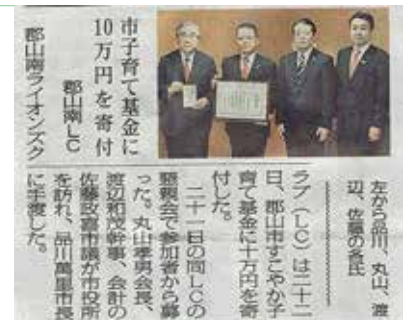 市子育て基金に
10万円を寄付
郡山南LC
郡山南ライオンズク
ラブ（LC）は二十二
日、郡山市すこやか子
育て基金に十万円を寄
付した。
二十一日の同LCの
懇親会で参加者から募
った。丸山孝男会長、
渡辺和茂幹事、会計の
佐藤政喜市議が市役所
を訪れ、品川萬里市長
に手渡した。
左から品川、丸山、渡
辺、佐藤の各氏